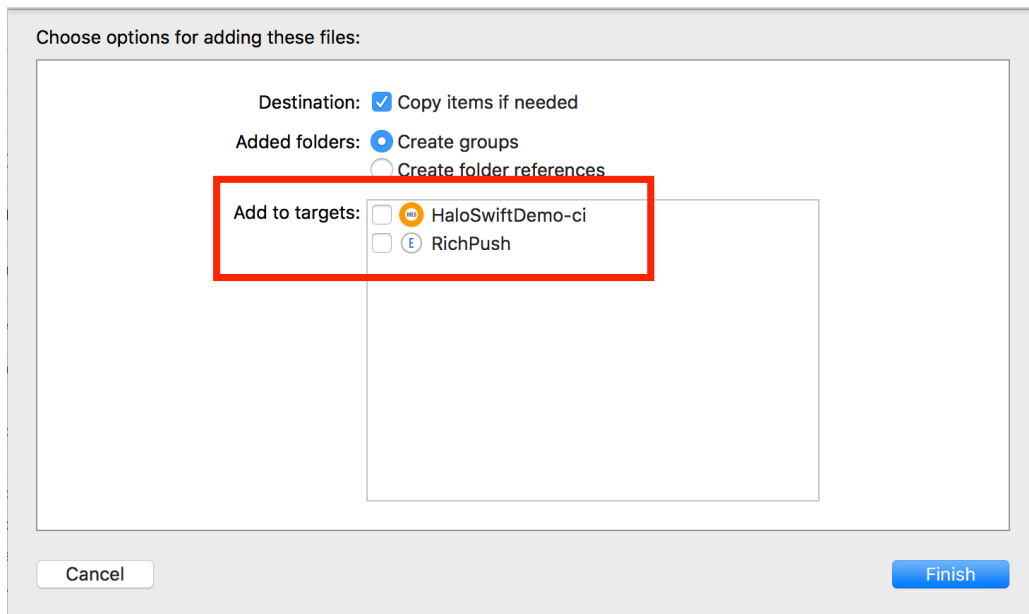 Choose options for adding these files:
Destination: Copy items if needed
Added folders: Create groups
Create folder references
Add to targets: HALO HaloSwiftDemo-ci
E RichPush
Cancel Finish